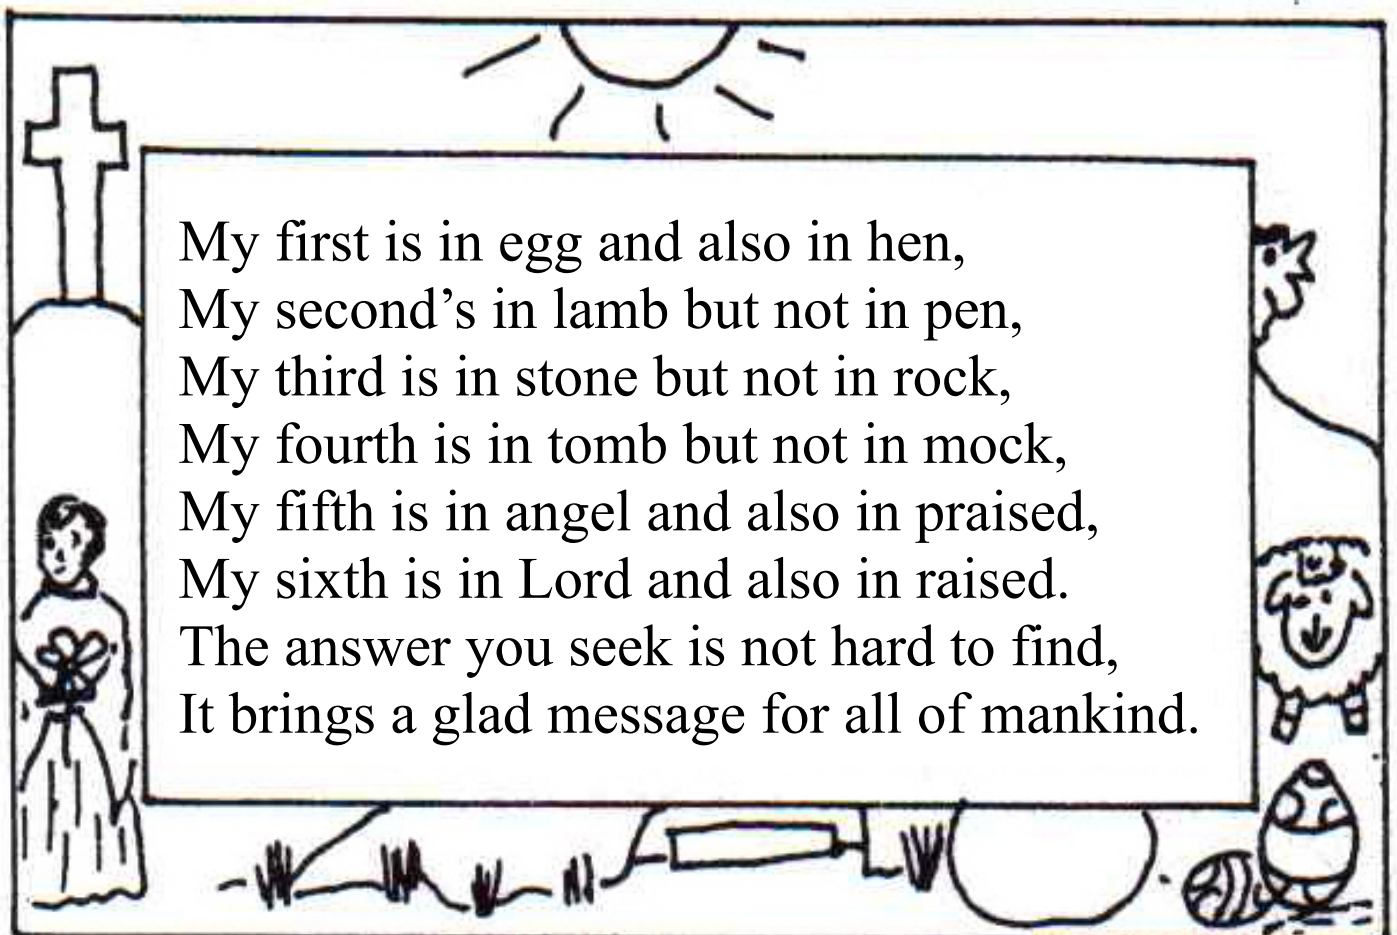 My first is in egg and also in hen,
My second’s in lamb but not in pen,
My third is in stone but not in rock,
My fourth is in tomb but not in mock,
My fifth is in angel and also in praised,
My sixth is in Lord and also in raised.
The answer you seek is not hard to find,
It brings a glad message for all of mankind.